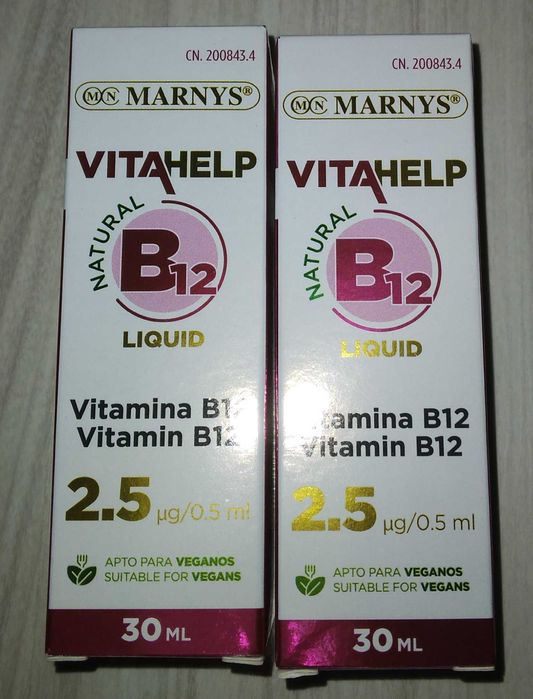 CN. 200843.4
MN MARNYS®
VITAHELP
NATURAL
B12
LIQUID
Vitamina B12
Vitamin B12
2.5 µg/0.5 ml
APTO PARA VEGANOS
SUITABLE FOR VEGANS
30 ML
CN. 200843.4
MN MARNYS®
VITAHELP
NATURAL
B12
LIQUID
Vitamina B12
Vitamin B12
2.5 µg/0.5 ml
APTO PARA VEGANOS
SUITABLE FOR VEGANS
30 ML